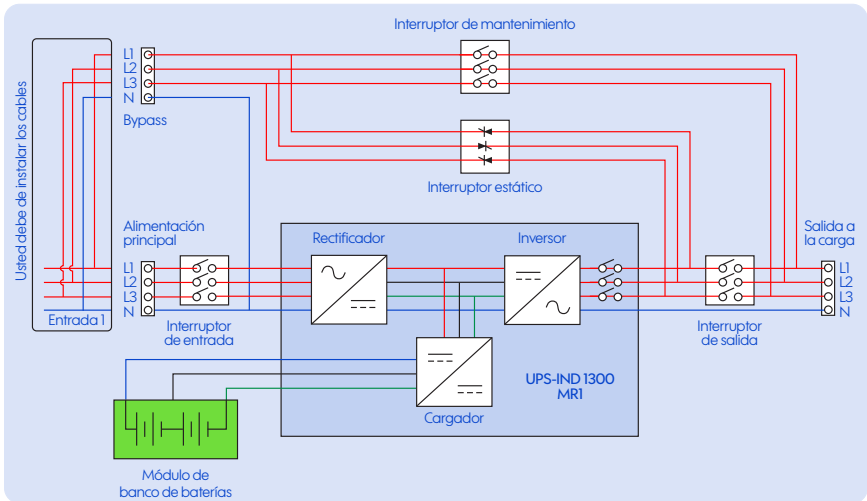 Interruptor de mantenimiento
Usted debe de instalar los cables
L1
L2
L3
N
Bypass
Interruptor estático
Alimentación
principal
Rectificador
Inversor
Salida a
la carga
L1
L2
L3
N
L1
L2
L3
N
Entrada 1
Interruptor
de entrada
Interruptor
de salida
UPS-IND 1300
MR1
Cargador
Módulo de
banco de baterías